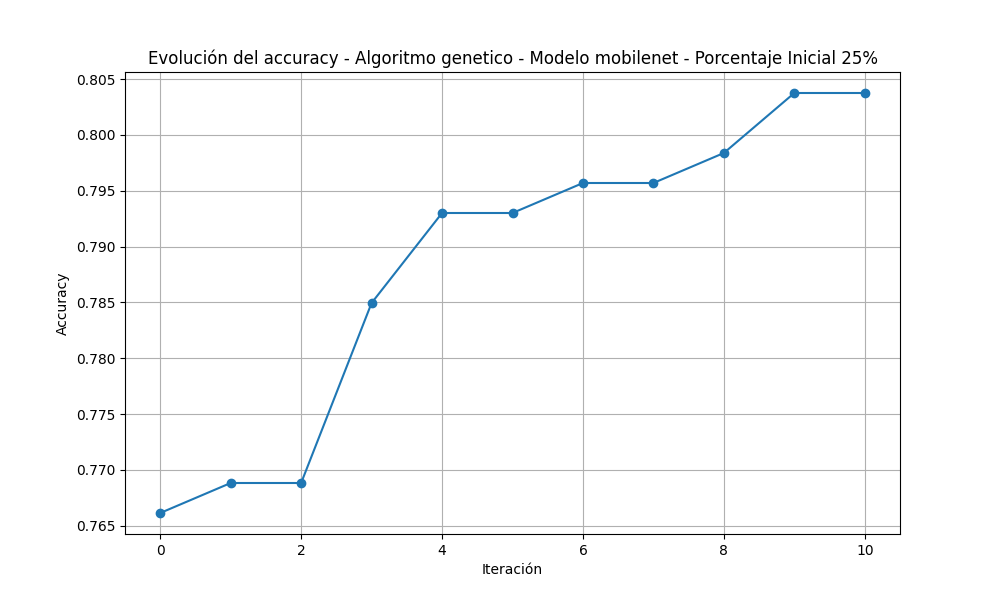 Evolución del accuracy - Algoritmo genetico - Modelo mobilenet - Porcentaje Inicial 25%
0.805
0.800
0.795
0.790
0.785
0.780
0.775
0.770
0.765
Accuracy
0 2 4 6 8 10
Iteración